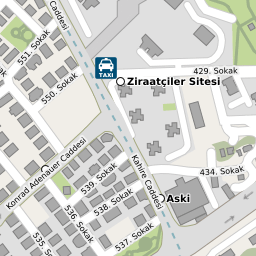 Caddesi
551. Sokak
TAXI
429. Sokak
Ziraatçiler Sitesi
550. Sokak
Konrad Adenauer Caddesi
Kahire Caddesi
434. Sokak
539. Sokak
Aski
538. Sokak
536. Sokak
535. Sokak
537. Sokak